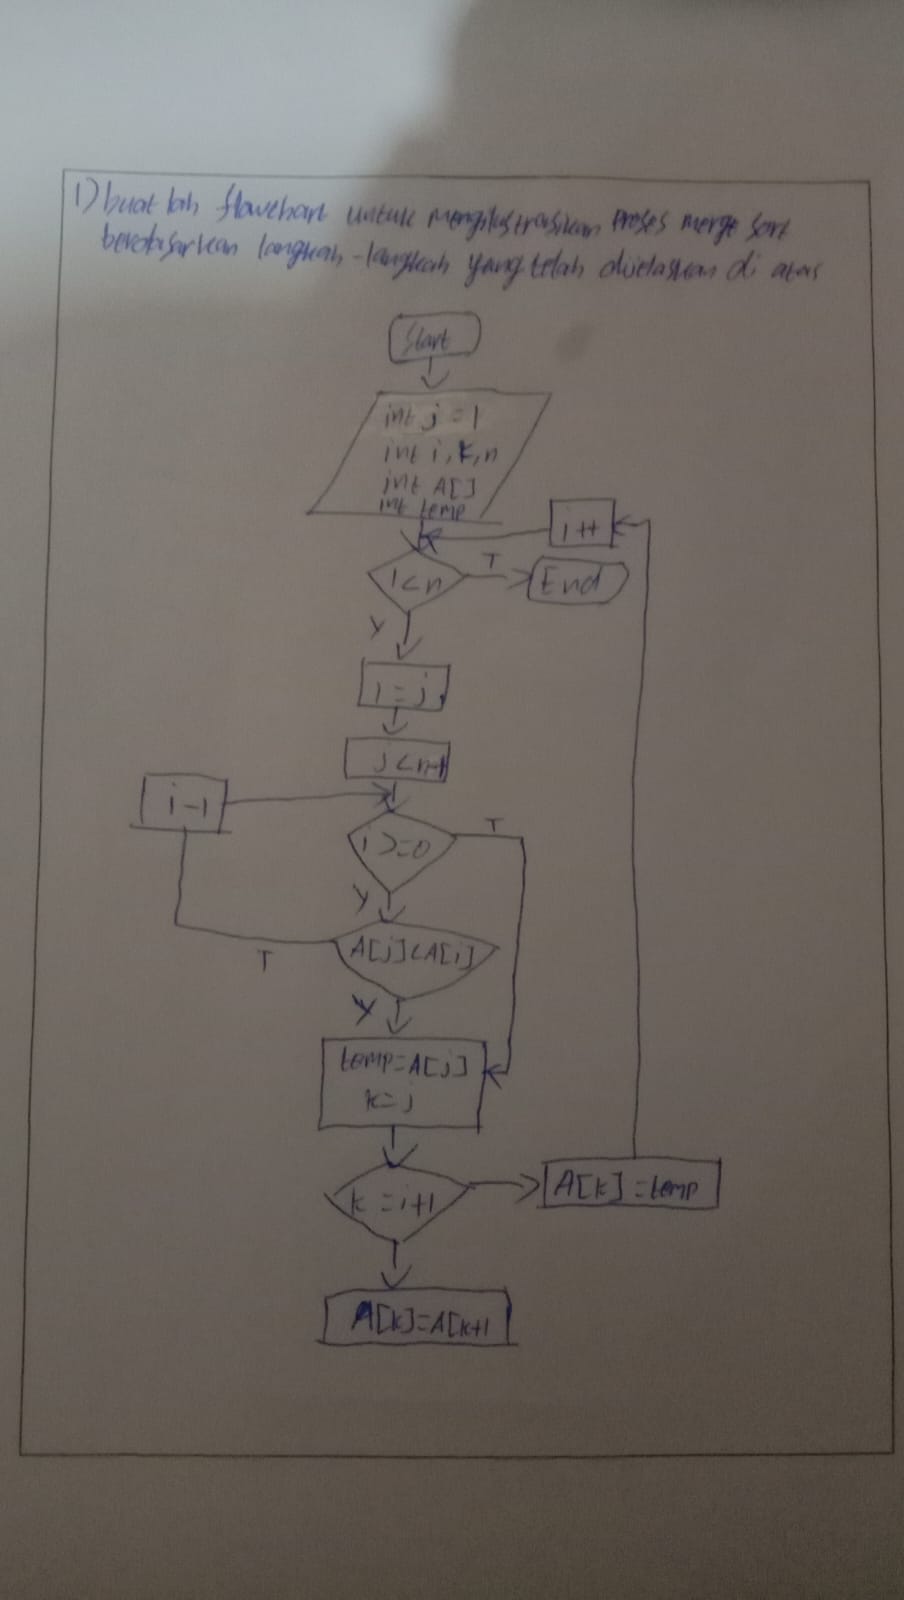 1) buat lah flowchart untuk mengilustrasikan Proses merge sort
berdasarkan langkah-langkah yang telah dijelaskan di atas
Start
int j = 1
int i, k, n
int A[]
int temp
i++
i<n
T
End
Y
i = j
j < n-1
i-1
i>=0
T
Y
A[j]<A[i]
T
Y
temp=A[j]
k=j
k = i+1
A[k] = temp
A[k]=A[k+1